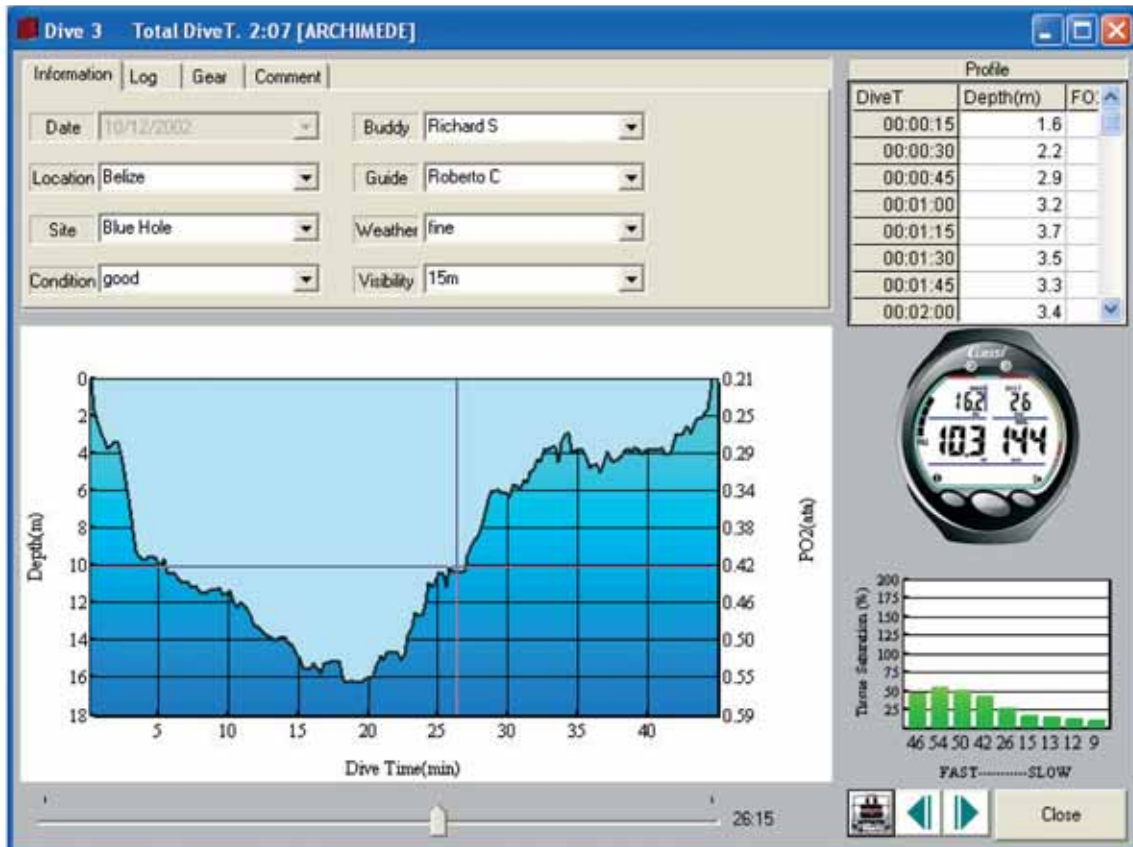 Dive 3 Total DiveT. 2:07 [ARCHIMEDE]
Information Log Gear Comment
Date 10/12/2002 Buddy Richard S
Location Belize Guide Roberto C
Site Blue Hole Weather fine
Condition good Visibility 15m
Profile
DiveT Depth(m) FO
00:00:15 1.6
00:00:30 2.2
00:00:45 2.9
00:01:00 3.2
00:01:15 3.7
00:01:30 3.5
00:01:45 3.3
00:02:00 3.4
0 0.21
2 0.25
4 0.29
6 0.34
8 0.38
10 0.42
12 0.46
14 0.50
16 0.55
18 0.59
Depth(m)
PO2(ata)
5 10 15 20 25 30 35 40
Dive Time(min)
26:15
Cressi
16.2 26
10.3 144
Tissue Saturation (%)
200
175
150
125
100
75
50
25
46 54 50 42 26 15 13 12 9
FAST----------SLOW
Close